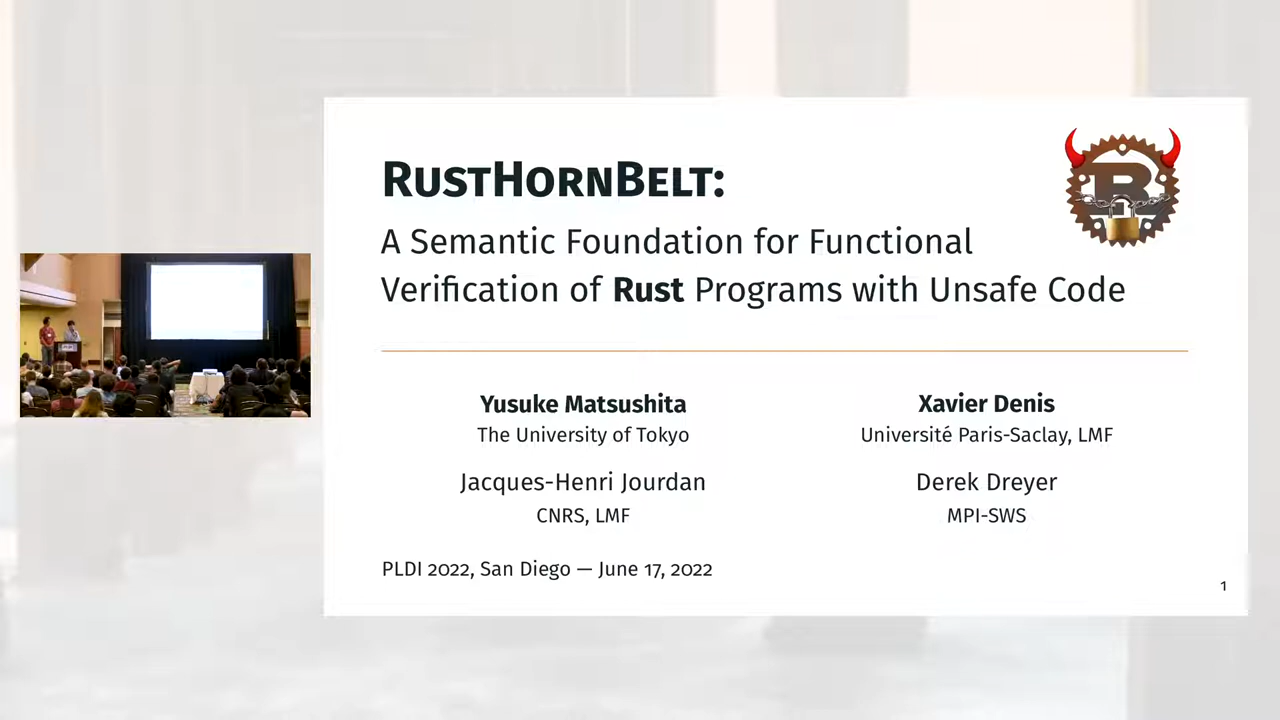 RUSTHORNBELT:
A Semantic Foundation for Functional
Verification of Rust Programs with Unsafe Code
Yusuke Matsushita
The University of Tokyo
Xavier Denis
Université Paris-Saclay, LMF
Jacques-Henri Jourdan
CNRS, LMF
Derek Dreyer
MPI-SWS
PLDI 2022, San Diego — June 17, 2022
1
R